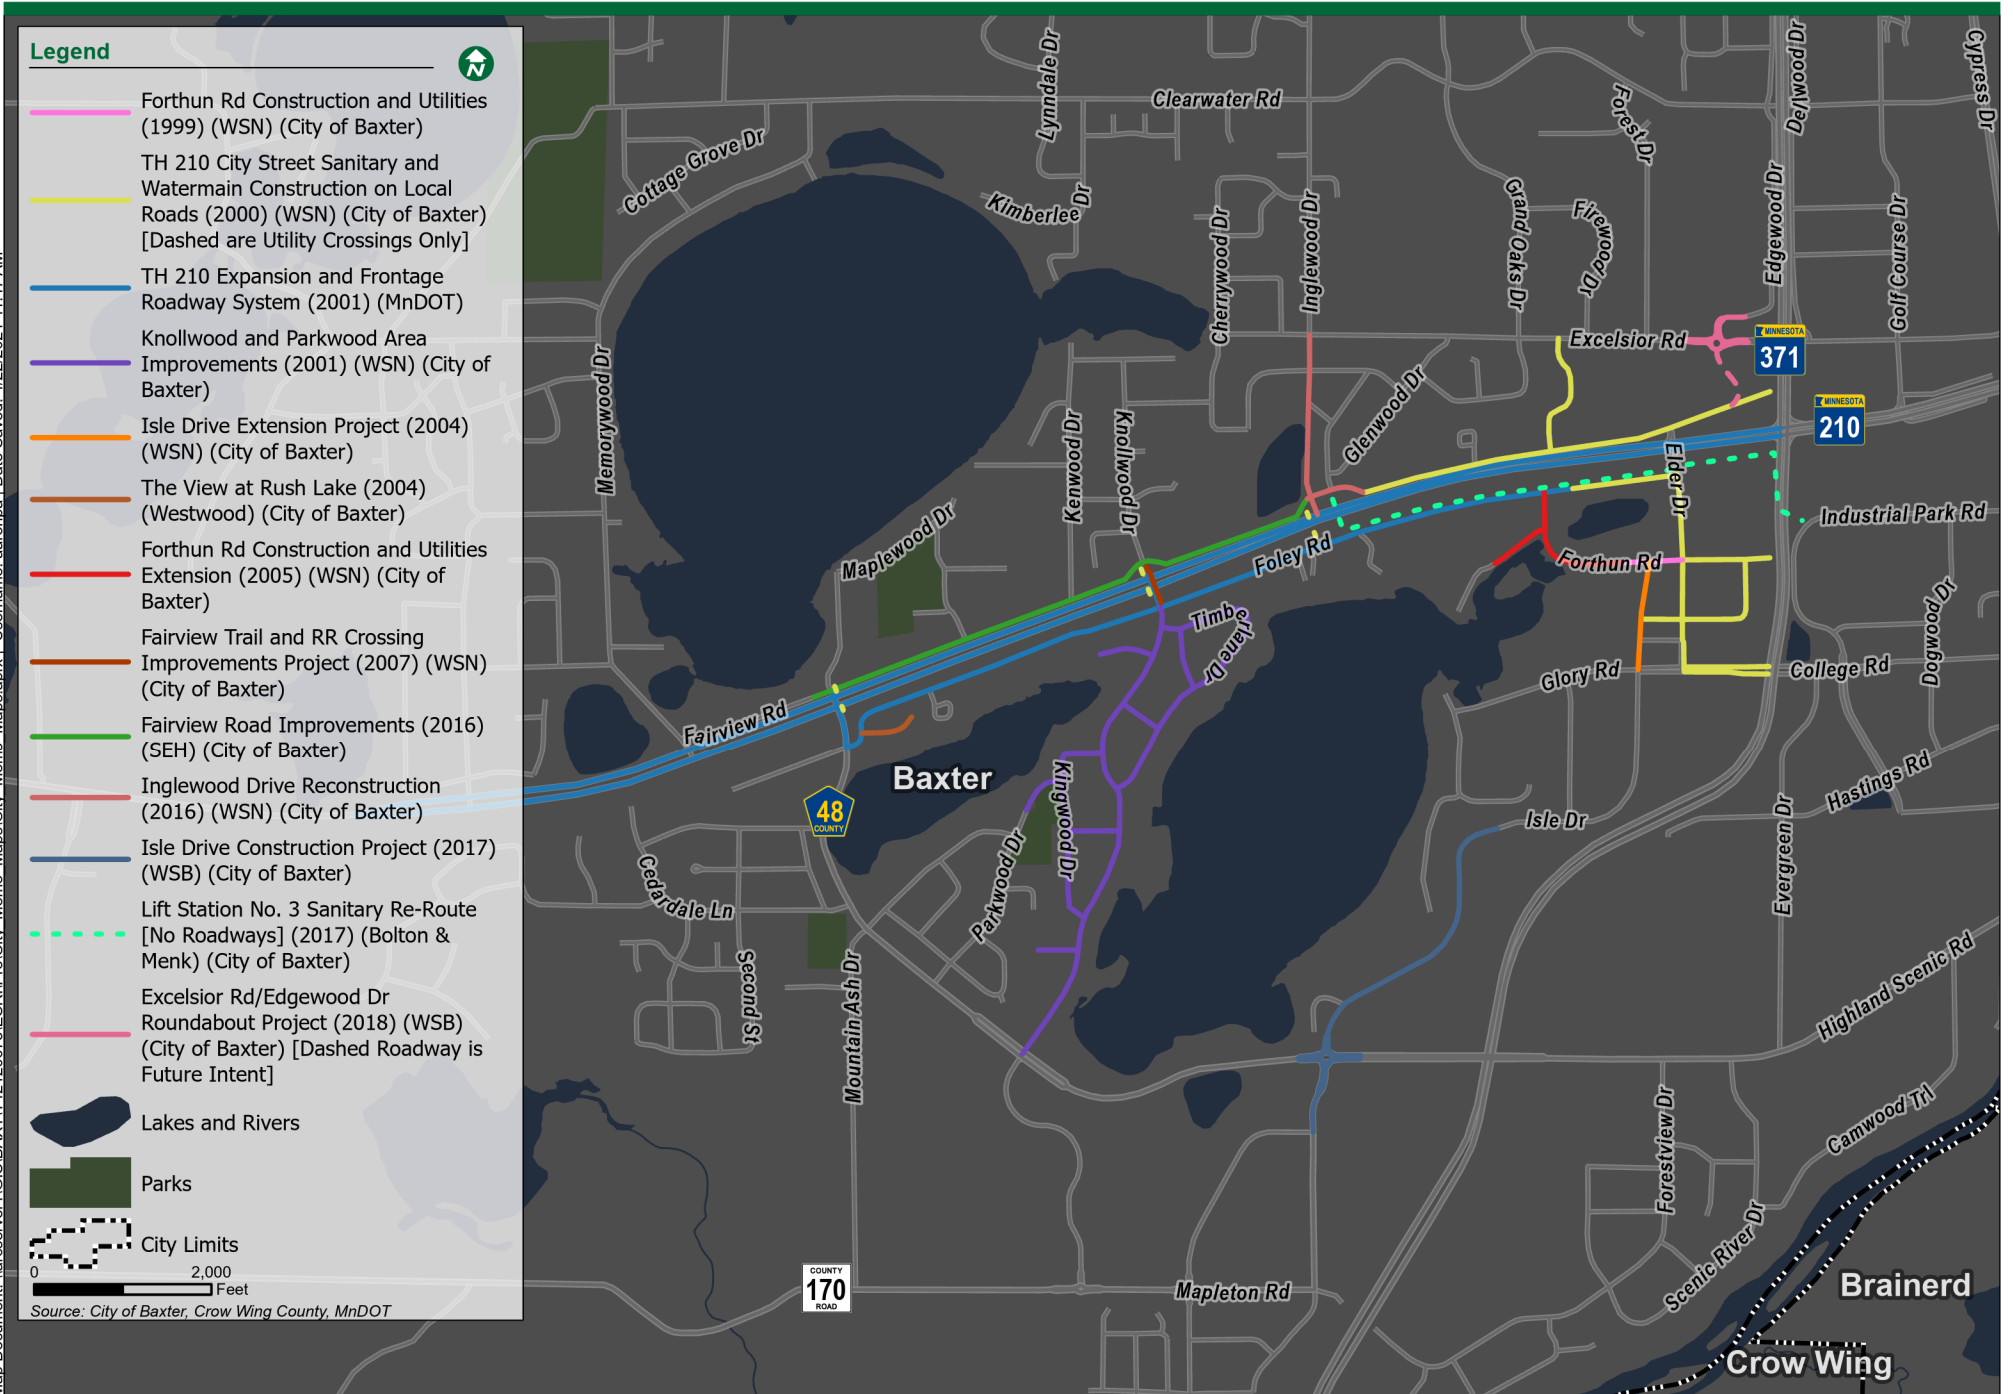 Legend
N
Forthun Rd Construction and Utilities
(1999) (WSN) (City of Baxter)
TH 210 City Street Sanitary and
Watermain Construction on Local
Roads (2000) (WSN) (City of Baxter)
[Dashed are Utility Crossings Only]
TH 210 Expansion and Frontage
Roadway System (2001) (MnDOT)
Knollwood and Parkwood Area
Improvements (2001) (WSN) (City of
Baxter)
Isle Drive Extension Project (2004)
(WSN) (City of Baxter)
The View at Rush Lake (2004)
(Westwood) (City of Baxter)
Forthun Rd Construction and Utilities
Extension (2005) (WSN) (City of
Baxter)
Fairview Trail and RR Crossing
Improvements Project (2007) (WSN)
(City of Baxter)
Fairview Road Improvements (2016)
(SEH) (City of Baxter)
Inglewood Drive Reconstruction
(2016) (WSN) (City of Baxter)
Isle Drive Construction Project (2017)
(WSB) (City of Baxter)
Lift Station No. 3 Sanitary Re-Route
[No Roadways] (2017) (Bolton &
Menk) (City of Baxter)
Excelsior Rd/Edgewood Dr
Roundabout Project (2018) (WSB)
(City of Baxter) [Dashed Roadway is
Future Intent]
Lakes and Rivers
Parks
City Limits
0 2,000
Feet
Source: City of Baxter, Crow Wing County, MnDOT
Lyndale Dr
Clearwater Rd
Forest Dr
Dellwood Dr
Cypress Dr
Cottage Grove Dr
Kimberlee Dr
Cherrywood Dr
Inglewood Dr
Grand Oaks Dr
Firewood Dr
Edgewood Dr
Golf Course Dr
Excelsior Rd
MINNESOTA
371
MINNESOTA
210
Memorywood Dr
Kenwood Dr
Knollwood Dr
Glenwood Dr
Elder Dr
Industrial Park Rd
Maplewood Dr
Foley Rd
Forthun Rd
Timberlane Dr
Dogwood Dr
Glory Rd
College Rd
Fairview Rd
Baxter
48
COUNTY
Kingwood Dr
Parkwood Dr
Isle Dr
Hastings Rd
Evergreen Dr
Cedardale Ln
Second St
Mountain Ash Dr
Highland Scenic Rd
Forestview Dr
Camwood Trl
Scenic River Dr
COUNTY
170
ROAD
Mapleton Rd
Brainerd
Crow Wing